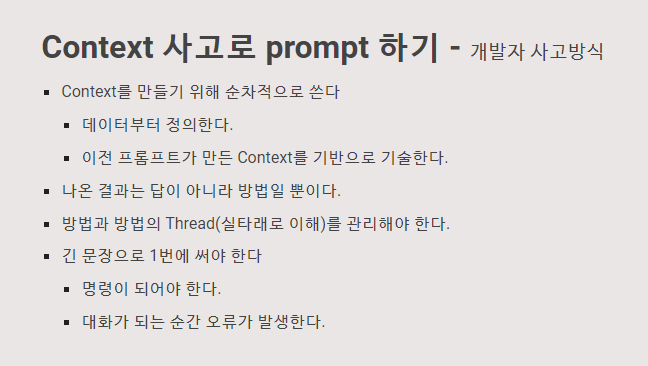 Context 사고로 prompt 하기 - 개발자 사고방식
▪ Context를 만들기 위해 순차적으로 쓴다
▪ 데이터부터 정의한다.
▪ 이전 프롬프트가 만든 Context를 기반으로 기술한다.
▪ 나온 결과는 답이 아니라 방법일 뿐이다.
▪ 방법과 방법의 Thread(실타래로 이해)를 관리해야 한다.
▪ 긴 문장으로 1번에 써야 한다
▪ 명령이 되어야 한다.
▪ 대화가 되는 순간 오류가 발생한다.